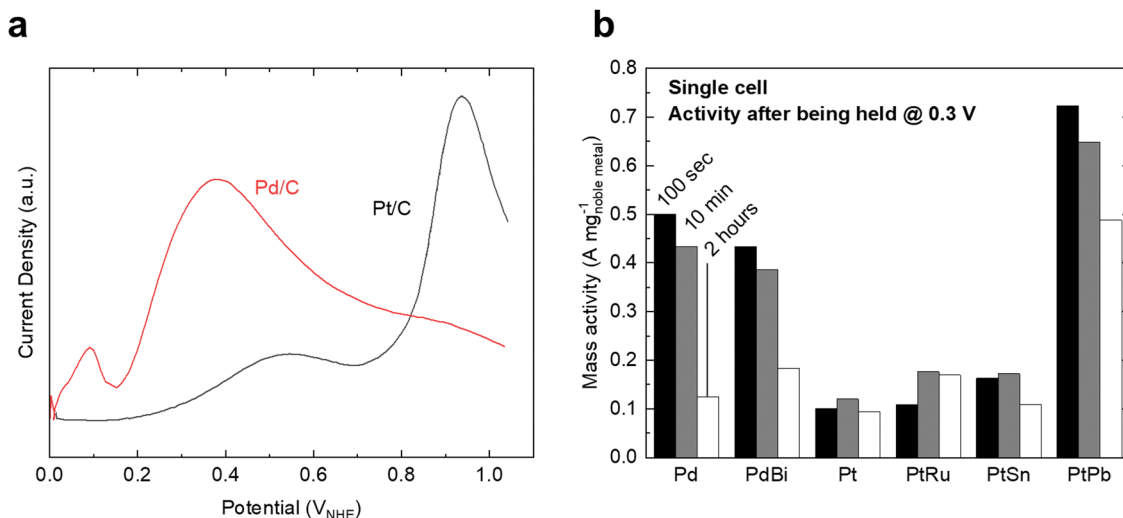 a
Current Density (a.u.)
Pd/C
Pt/C
0.0 0.2 0.4 0.6 0.8 1.0
Potential (V_NHE)
b
Mass activity (A mg⁻¹_noble metal)
0.8
0.7
0.6
0.5
0.4
0.3
0.2
0.1
0.0
Single cell
Activity after being held @ 0.3 V
100 sec
10 min
2 hours
Pd PdBi Pt PtRu PtSn PtPb